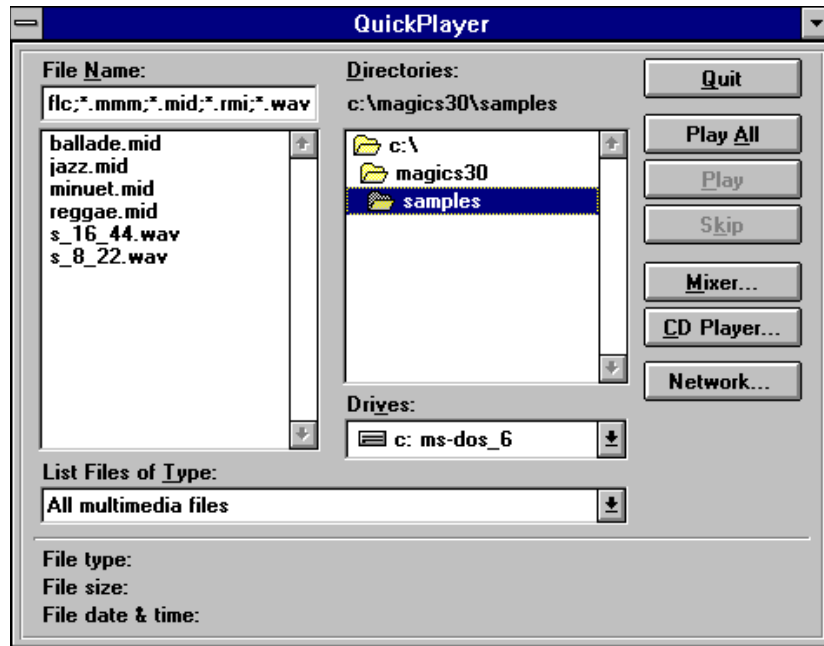 QuickPlayer
File Name:
flc;*.mmm;*.mid;*.rmi;*.wav
ballade.mid
jazz.mid
minuet.mid
reggae.mid
s_16_44.wav
s_8_22.wav
List Files of Type:
All multimedia files
Directories:
c:\magics30\samples
c:\
magics30
samples
Drives:
c: ms-dos_6
Quit
Play All
Play
Skip
Mixer...
CD Player...
Network...
File type:
File size:
File date & time: